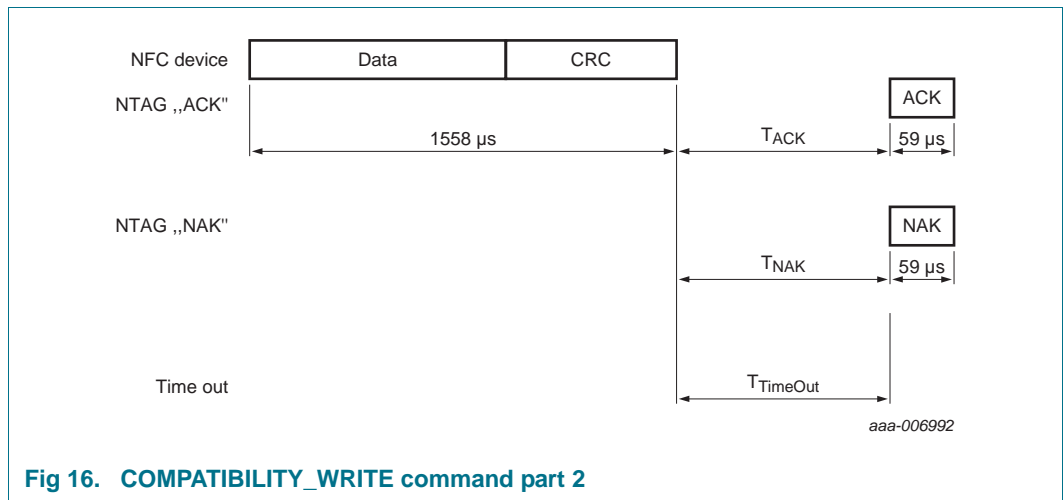 NFC device Data CRC
NTAG ,,ACK" ACK
1558 µs TACK 59 µs
NTAG ,,NAK" NAK
TNAK 59 µs
Time out TTimeOut
aaa-006992
Fig 16. COMPATIBILITY_WRITE command part 2